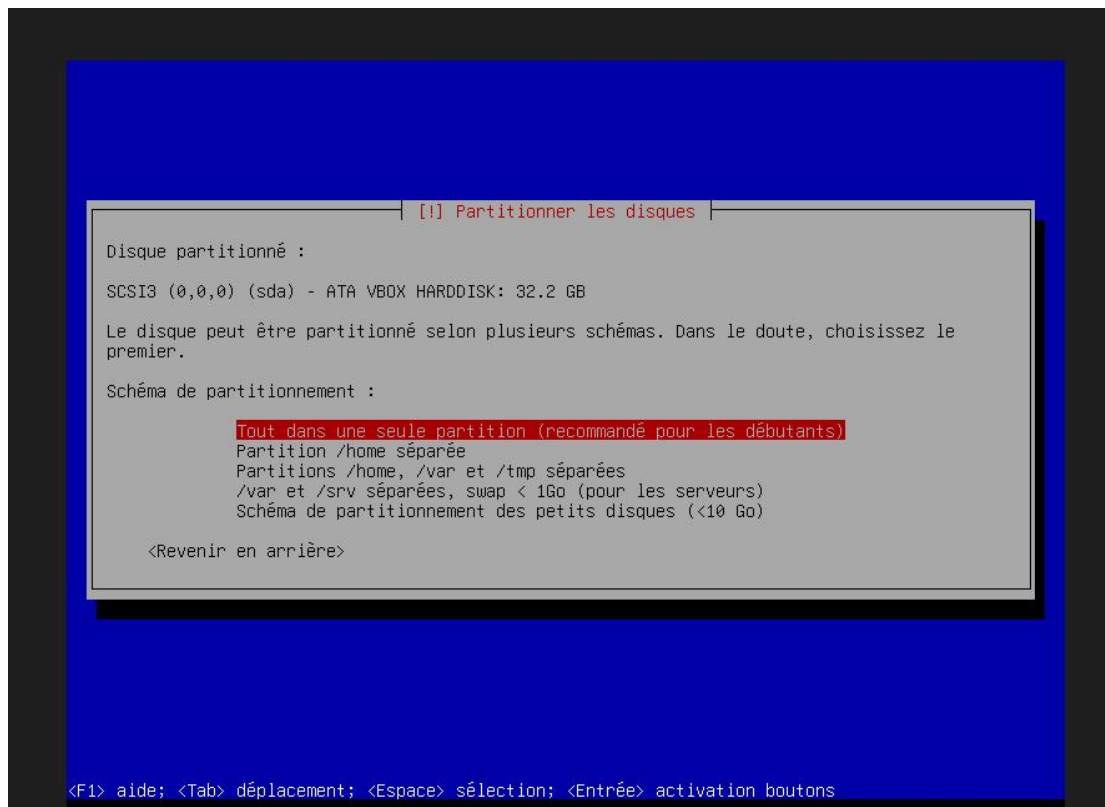 [!] Partitionner les disques
Disque partitionné :
SCSI3 (0,0,0) (sda) - ATA VBOX HARDDISK: 32.2 GB
Le disque peut être partitionné selon plusieurs schémas. Dans le doute, choisissez le
premier.
Schéma de partitionnement :
Tout dans une seule partition (recommandé pour les débutants)
Partition /home séparée
Partitions /home, /var et /tmp séparées
/var et /srv séparées, swap < 1Go (pour les serveurs)
Schéma de partitionnement des petits disques (<10 Go)
<Revenir en arrière>
<F1> aide; <Tab> déplacement; <Espace> sélection; <Entrée> activation boutons